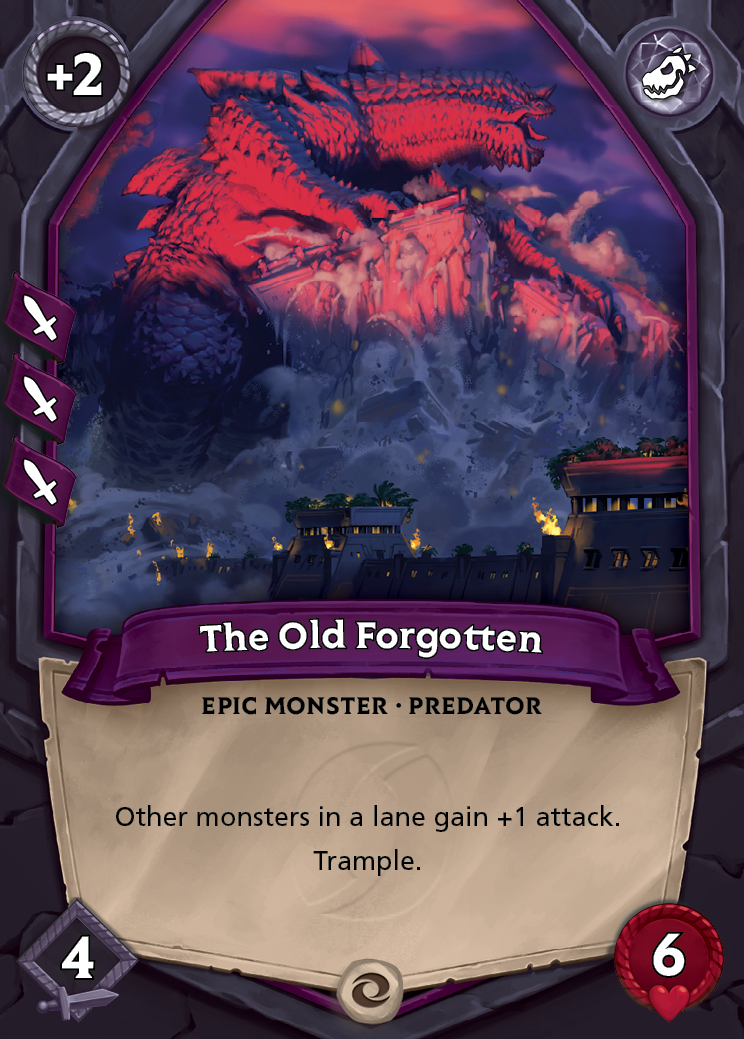 +2
The Old Forgotten
EPIC MONSTER · PREDATOR
Other monsters in a lane gain +1 attack.
Trample.
4
6